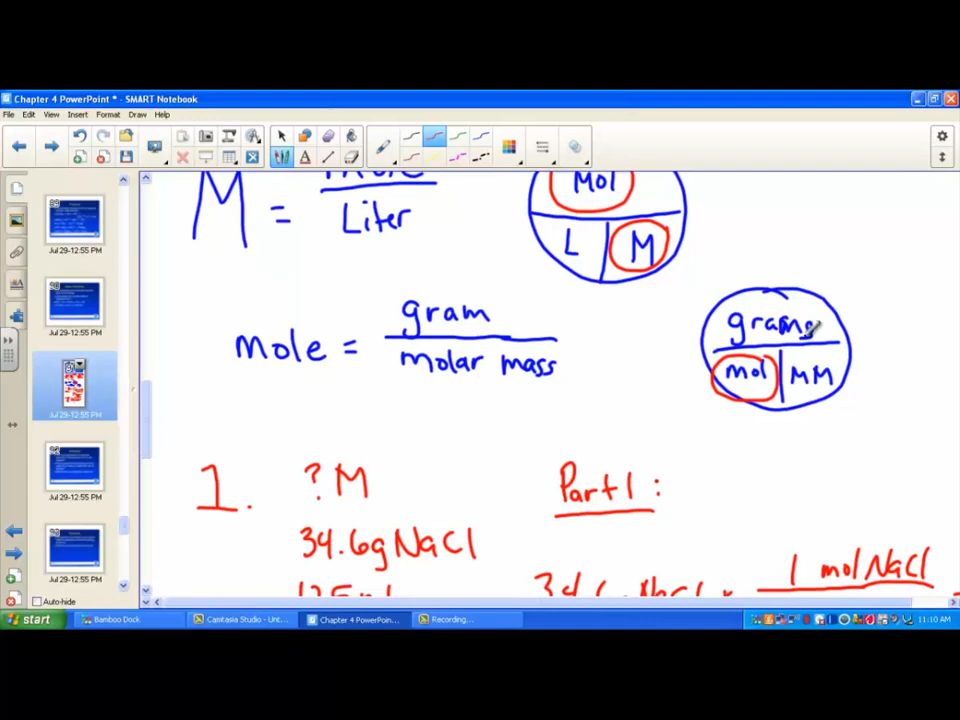 Chapter 4 PowerPoint * - SMART Notebook
File Edit View Insert Format Draw Help
M = mole
Liter
Mol
L M
mole = gram
molar mass
grams
mol MM
1. ? M
Part 1 :
34.6g NaCl
1 mol NaCl
Jul 29-12:55 PM
Jul 29-12:55 PM
Jul 29-12:55 PM
Jul 29-12:55 PM
Jul 29-12:55 PM
Auto-hide
start
Bamboo Dock
Camtasia Studio - Unt...
Chapter 4 PowerPoin...
Recording...
11:10 AM